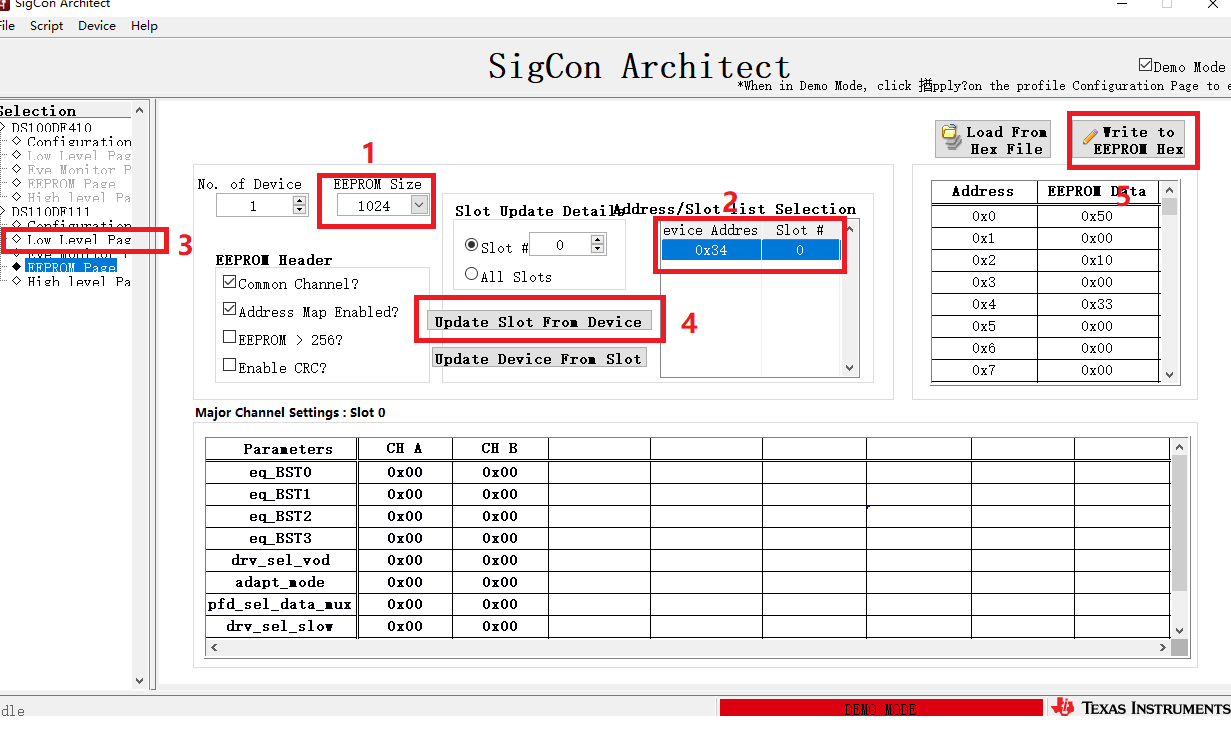 SigCon Architect
File Script Device Help
SigCon Architect
Demo Mode
*When in Demo Mode, click 揂pply?on the profile Configuration Page to e
Selection
DS100DF410
Configuration
Low Level Pag
Eye Monitor P
EEPROM Page
High level Pa
DS110DF111
Configuration
Low Level Pag
Eye Monitor
EEPROM Page
High level Pa
3
1
No. of Device EEPROM Size
1 1024
EEPROM Header
Common Channel?
Address Map Enabled?
EEPROM > 256?
Enable CRC?
Slot Update Details
Slot # 0
All Slots
Update Slot From Device
4
Update Device From Slot
2
Address/Slot list Selection
evice Addres Slot #
0x34 0
Load From
Hex File
Write to
EEPROM Hex
5
Address EEPROM Data
0x0 0x50
0x1 0x00
0x2 0x10
0x3 0x00
0x4 0x33
0x5 0x00
0x6 0x00
0x7 0x00
Major Channel Settings : Slot 0
Parameters CH A CH B
eq_BST0 0x00 0x00
eq_BST1 0x00 0x00
eq_BST2 0x00 0x00
eq_BST3 0x00 0x00
drv_sel_vod 0x00 0x00
adapt_mode 0x00 0x00
pfd_sel_data_mux 0x00 0x00
drv_sel_slow 0x00 0x00
dle
DEMO MODE
TEXAS INSTRUMENTS